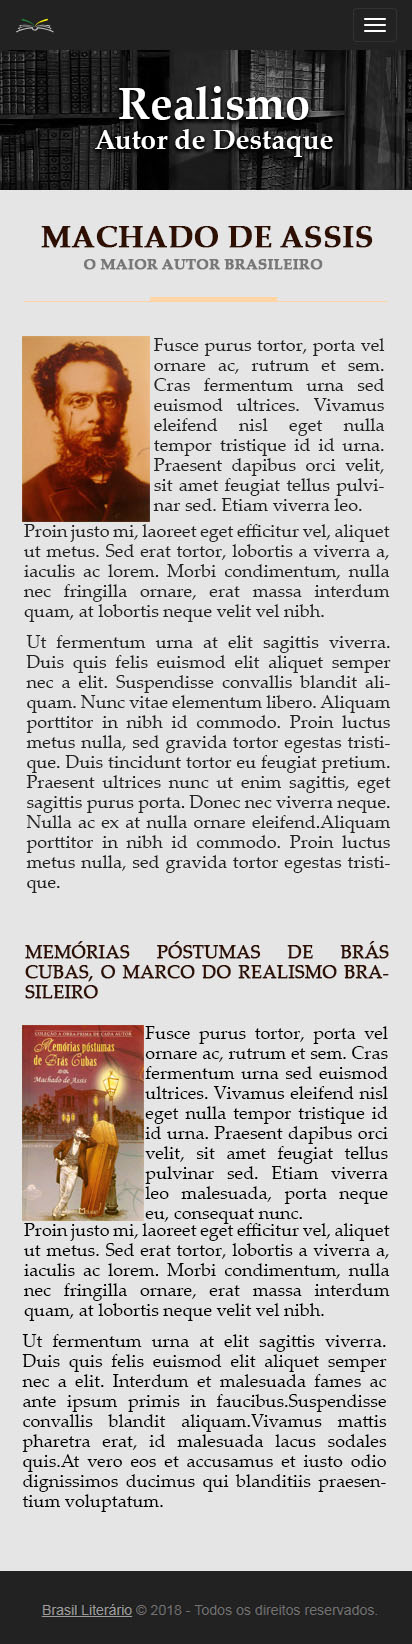 Realismo
Autor de Destaque
MACHADO DE ASSIS
O MAIOR AUTOR BRASILEIRO
Fusce purus tortor, porta vel
ornare ac, rutrum et sem.
Cras fermentum urna sed
euismod ultrices. Vivamus
eleifend nisl eget nulla
tempor tristique id id urna.
Praesent dapibus orci velit,
sit amet feugiat tellus pulvi-
nar sed. Etiam viverra leo.
Proin justo mi, laoreet eget efficitur vel, aliquet
ut metus. Sed erat tortor, lobortis a viverra a,
iaculis ac lorem. Morbi condimentum, nulla
nec fringilla ornare, erat massa interdum
quam, at lobortis neque velit vel nibh.
Ut fermentum urna at elit sagittis viverra.
Duis quis felis euismod elit aliquet semper
nec a elit. Suspendisse convallis blandit ali-
quam. Nunc vitae elementum libero. Aliquam
porttitor in nibh id commodo. Proin luctus
metus nulla, sed gravida tortor egestas tristi-
que. Duis tincidunt tortor eu feugiat pretium.
Praesent ultrices nunc ut enim sagittis, eget
sagittis purus porta. Donec nec viverra neque.
Nulla ac ex at nulla ornare eleifend.Aliquam
porttitor in nibh id commodo. Proin luctus
metus nulla, sed gravida tortor egestas tristi-
que.
MEMÓRIAS PÓSTUMAS DE BRÁS
CUBAS, O MARCO DO REALISMO BRA-
SILEIRO
COLEÇÃO A OBRA-PRIMA DE CADA AUTOR
Memórias póstumas
de Brás Cubas
Machado de Assis
Fusce purus tortor, porta vel
ornare ac, rutrum et sem. Cras
fermentum urna sed euismod
ultrices. Vivamus eleifend nisl
eget nulla tempor tristique id
id urna. Praesent dapibus orci
velit, sit amet feugiat tellus
pulvinar sed. Etiam viverra
leo malesuada, porta neque
eu, consequat nunc.
Proin justo mi, laoreet eget efficitur vel, aliquet
ut metus. Sed erat tortor, lobortis a viverra a,
iaculis ac lorem. Morbi condimentum, nulla
nec fringilla ornare, erat massa interdum
quam, at lobortis neque velit vel nibh.
Ut fermentum urna at elit sagittis viverra.
Duis quis felis euismod elit aliquet semper
nec a elit. Interdum et malesuada fames ac
ante ipsum primis in faucibus.Suspendisse
convallis blandit aliquam.Vivamus mattis
pharetra erat, id malesuada lacus sodales
quis.At vero eos et accusamus et iusto odio
dignissimos ducimus qui blanditiis praesen-
tium voluptatum.
Brasil Literário © 2018 - Todos os direitos reservados.